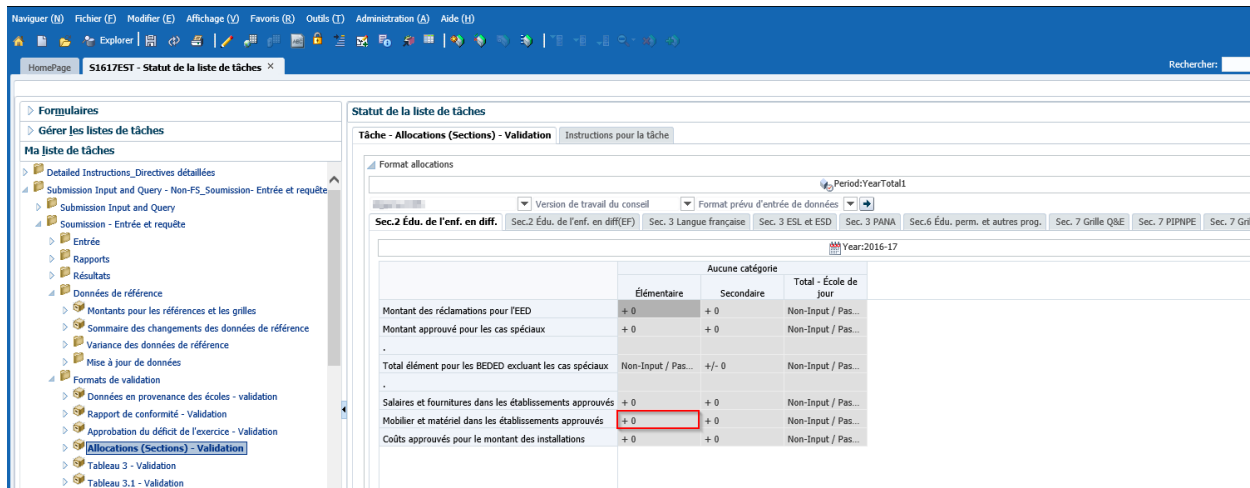 Naviguer (N) Fichier (F) Modifier (E) Affichage (V) Favoris (R) Outils (T) Administration (A) Aide (H)
Explorer
HomePage S1617EST - Statut de la liste de tâches × Rechercher:
Formulaires
Gérer les listes de tâches
Ma liste de tâches
Detailed Instructions_Directives détaillées
Submission Input and Query - Non-FS_Soumission- Entrée et requête
Submission Input and Query
Soumission - Entrée et requête
Entrée
Rapports
Résultats
Données de référence
Montants pour les références et les grilles
Sommaire des changements des données de référence
Variance des données de référence
Mise à jour de données
Formats de validation
Données en provenance des écoles - validation
Rapport de conformité - Validation
Approbation du déficit de l'exercice - Validation
Allocations (Sections) - Validation
Tableau 3 - Validation
Tableau 3.1 - Validation
Statut de la liste de tâches
Tâche - Allocations (Sections) - Validation Instructions pour la tâche
Format allocations
Period:YearTotal1
Version de travail du conseil Format prévu d'entrée de données
Sec.2 Édu. de l'enf. en diff. Sec.2 Édu. de l'enf. en diff(EF) Sec. 3 Langue française Sec. 3 ESL et ESD Sec. 3 PANA Sec.6 Édu. perm. et autres prog. Sec. 7 Grille Q&E Sec. 7 PIPNPE Sec. 7 Gri
Year:2016-17
Aucune catégorie
Élémentaire Secondaire Total - École de jour
Montant des réclamations pour l'EED + 0 + 0 Non-Input / Pas...
Montant approuvé pour les cas spéciaux + 0 + 0 Non-Input / Pas...
.
Total élément pour les BEDED excluant les cas spéciaux Non-Input / Pas... +/- 0 Non-Input / Pas...
.
Salaires et fournitures dans les établissements approuvés + 0 + 0 Non-Input / Pas...
Mobilier et matériel dans les établissements approuvés + 0 + 0 Non-Input / Pas...
Coûts approuvés pour le montant des installations + 0 + 0 Non-Input / Pas...